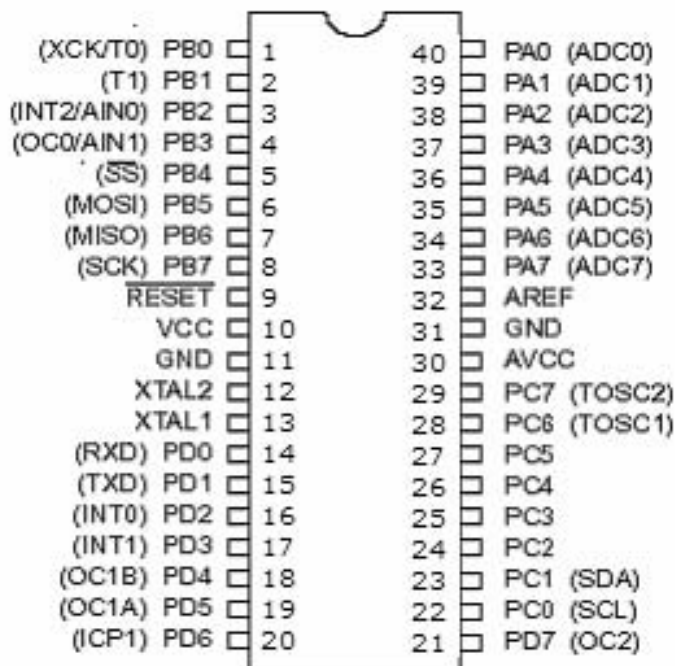 (XCK/T0) PB0 1 40 PA0 (ADC0)
(T1) PB1 2 39 PA1 (ADC1)
(INT2/AIN0) PB2 3 38 PA2 (ADC2)
(OC0/AIN1) PB3 4 37 PA3 (ADC3)
(SS) PB4 5 36 PA4 (ADC4)
(MOSI) PB5 6 35 PA5 (ADC5)
(MISO) PB6 7 34 PA6 (ADC6)
(SCK) PB7 8 33 PA7 (ADC7)
RESET 9 32 AREF
VCC 10 31 GND
GND 11 30 AVCC
XTAL2 12 29 PC7 (TOSC2)
XTAL1 13 28 PC6 (TOSC1)
(RXD) PD0 14 27 PC5
(TXD) PD1 15 26 PC4
(INT0) PD2 16 25 PC3
(INT1) PD3 17 24 PC2
(OC1B) PD4 18 23 PC1 (SDA)
(OC1A) PD5 19 22 PC0 (SCL)
(ICP1) PD6 20 21 PD7 (OC2)